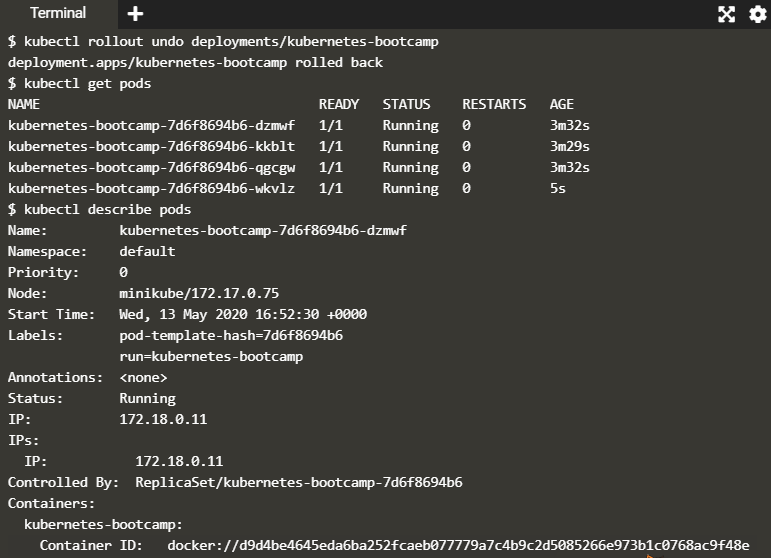 Terminal
$ kubectl rollout undo deployments/kubernetes-bootcamp
deployment.apps/kubernetes-bootcamp rolled back
$ kubectl get pods
NAME READY STATUS RESTARTS AGE
kubernetes-bootcamp-7d6f8694b6-dzmwf 1/1 Running 0 3m32s
kubernetes-bootcamp-7d6f8694b6-kkblt 1/1 Running 0 3m29s
kubernetes-bootcamp-7d6f8694b6-qgcgw 1/1 Running 0 3m32s
kubernetes-bootcamp-7d6f8694b6-wkvlz 1/1 Running 0 5s
$ kubectl describe pods
Name: kubernetes-bootcamp-7d6f8694b6-dzmwf
Namespace: default
Priority: 0
Node: minikube/172.17.0.75
Start Time: Wed, 13 May 2020 16:52:30 +0000
Labels: pod-template-hash=7d6f8694b6
run=kubernetes-bootcamp
Annotations: <none>
Status: Running
IP: 172.18.0.11
IPs:
IP: 172.18.0.11
Controlled By: ReplicaSet/kubernetes-bootcamp-7d6f8694b6
Containers:
kubernetes-bootcamp:
Container ID: docker://d9d4be4645eda6ba252fcaeb077779a7c4b9c2d5085266e973b1c0768ac9f48e